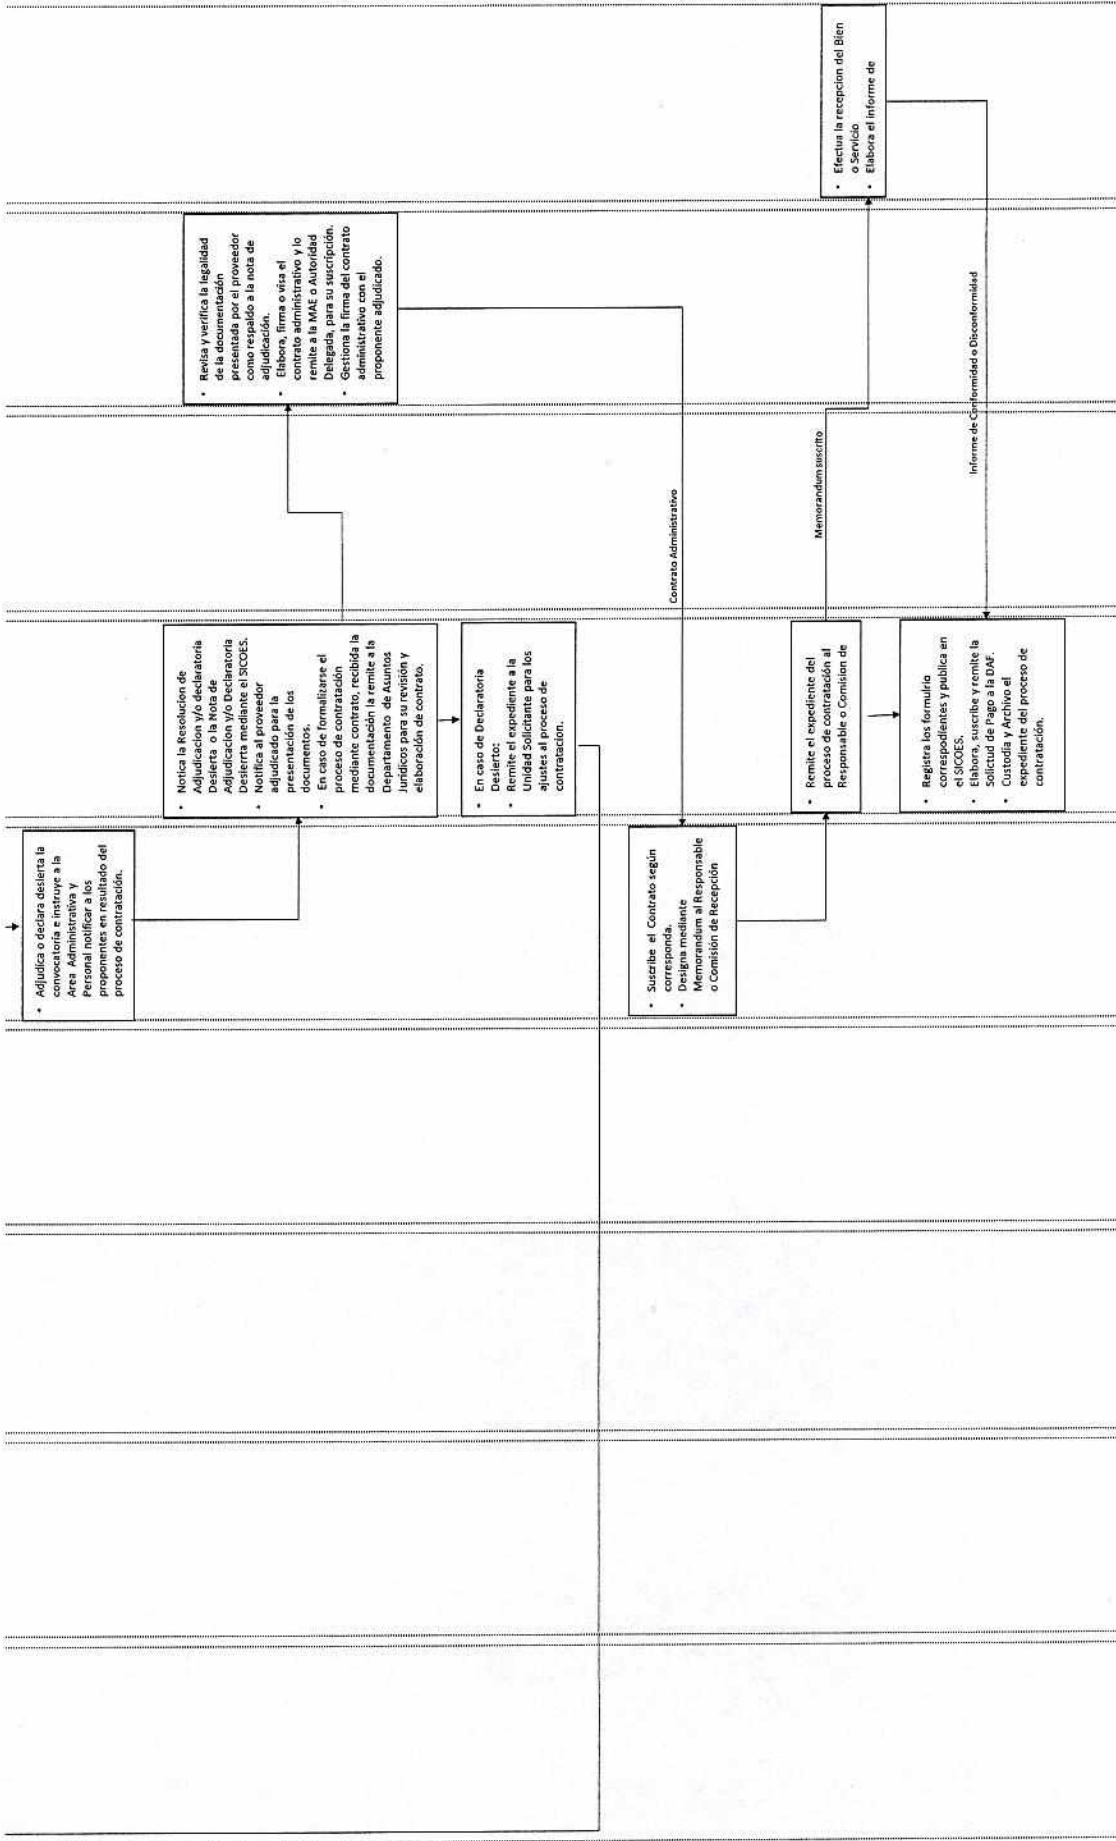 • Adjudica o declara desierta la
convocatoria e instruye a la
Area Administrativa y
Personal notificar a los
proponentes en resultado del
proceso de contratación.
• Notica la Resolucion de
Adjudicacion y/o declaratoria
Desierta o la Nota de
Adjudicacion y/o Declaratoria
Desierrta mediante el SICOES.
• Notifica al proveedor
adjudicado para la
presentación de los
documentos.
• En caso de formalizarse el
proceso de contratación
mediante contrato, recibida la
documentación la remite a la
Departamento de Asuntos
Jurídicos para su revisión y
elaboración de contrato.
• Revisa y verifica la legalidad
de la documentación
presentada por el proveedor
como respaldo a la nota de
adjudicación.
• Elabora, firma o visa el
contrato administrativo y lo
remite a la MAE o Autoridad
Delegada, para su suscripción.
• Gestiona la firma del contrato
administrativo con el
proponente adjudicado.
• En caso de Declaratoria
Desierto:
• Remite el expediente a la
Unidad Solicitante para los
ajustes al proceso de
contratacion.
Contrato Administrativo
• Suscribe el Contrato según
corresponda.
• Designa mediante
Memorandum al Responsable
o Comisión de Recepción
• Remite el expediente del
proceso de contratación al
Responsable o Comision de
Memorandum suscrito
• Efectua la recepcion del Bien
o Servicio
• Elabora el informe de
Informe de Conformidad o Disconformidad
• Registra los formulrio
correspodientes y publica en
el SICOES.
• Elabora, suscribe y remite la
Solicitud de Pago a la DAF.
• Custodia y Archivo el
expediente del proceso de
contratación.